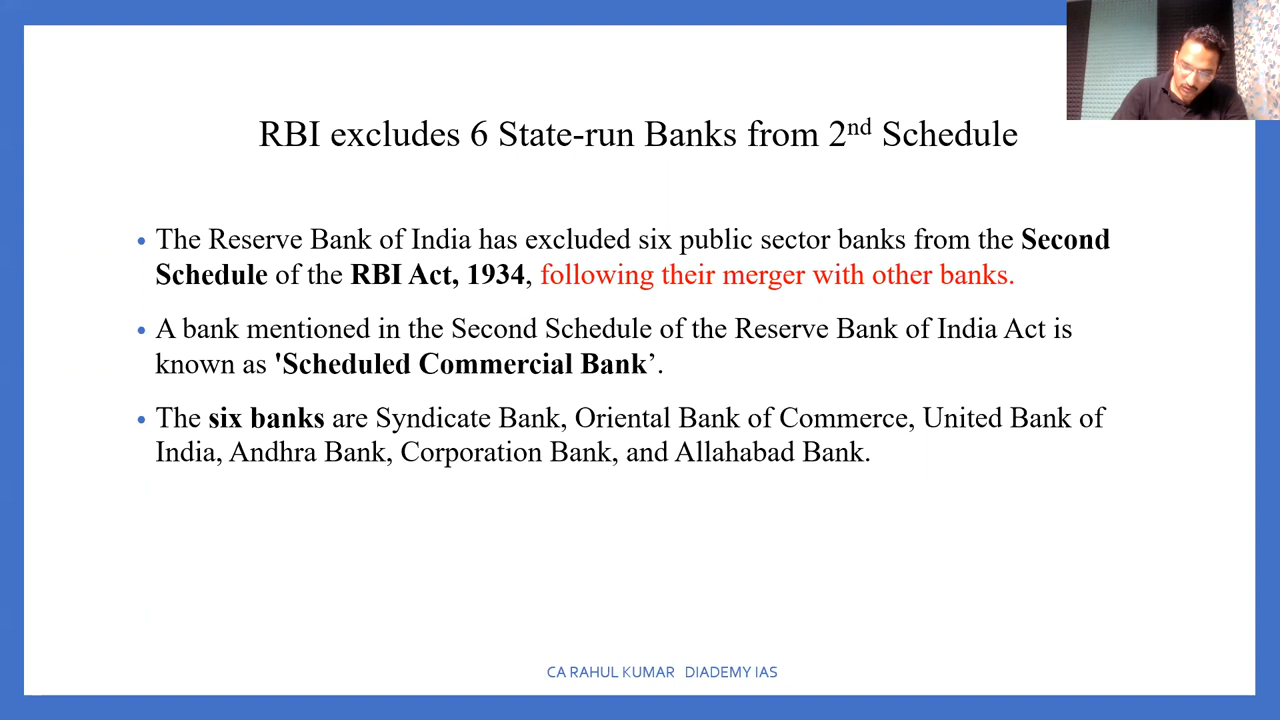 RBI excludes 6 State-run Banks from 2nd Schedule
• The Reserve Bank of India has excluded six public sector banks from the Second
Schedule of the RBI Act, 1934, following their merger with other banks.
• A bank mentioned in the Second Schedule of the Reserve Bank of India Act is
known as 'Scheduled Commercial Bank’.
• The six banks are Syndicate Bank, Oriental Bank of Commerce, United Bank of
India, Andhra Bank, Corporation Bank, and Allahabad Bank.
CA RAHUL KUMAR DIADEMY IAS